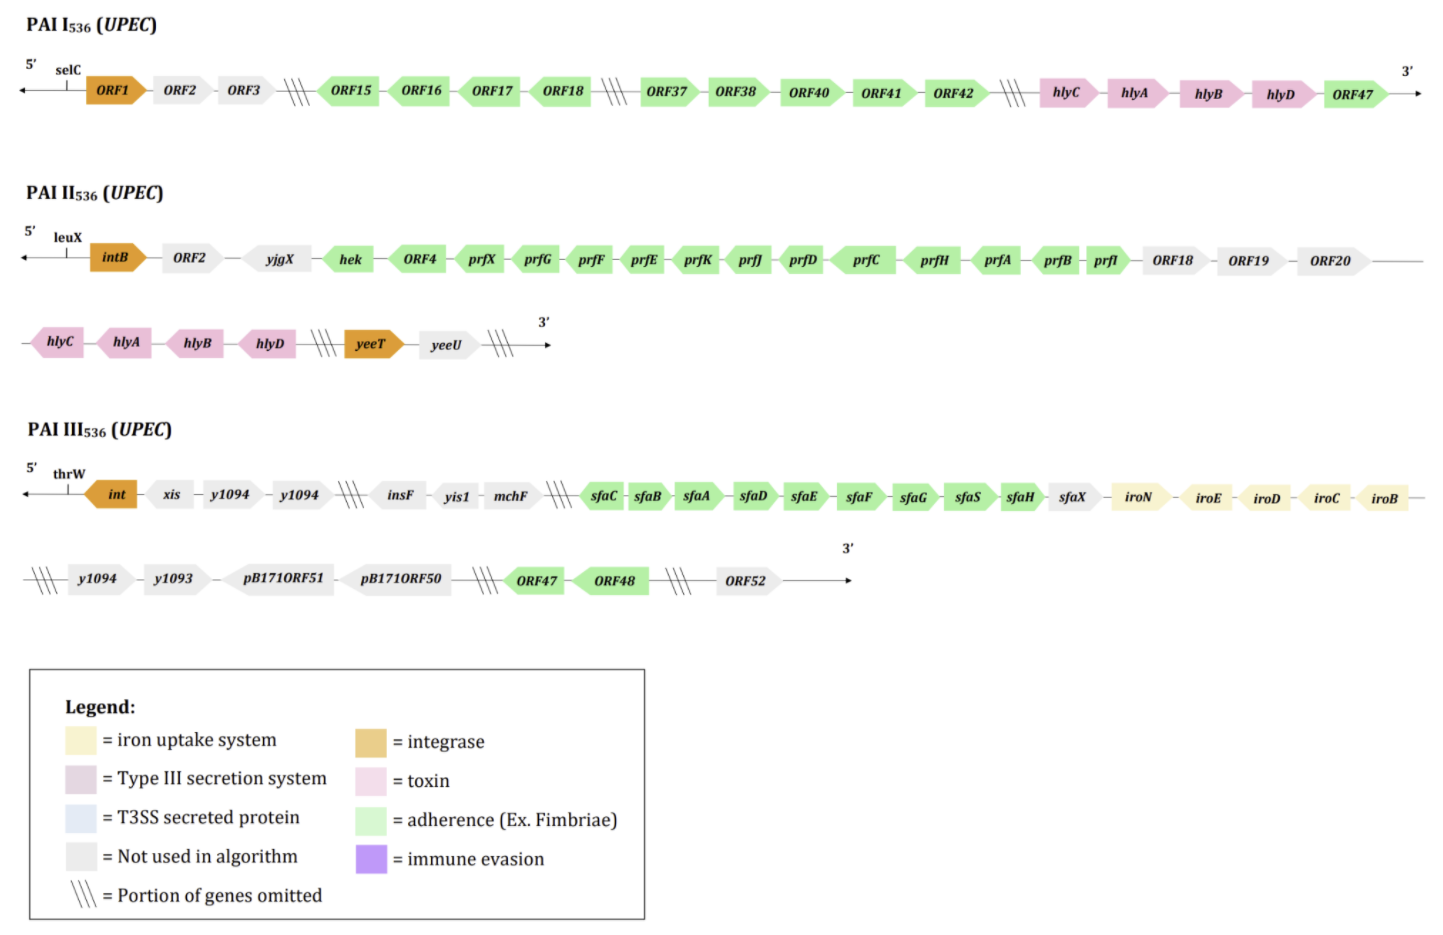 PAI I536 (UPEC)
5’ selC 3’
ORF1 ORF2 ORF3 ORF15 ORF16 ORF17 ORF18 ORF37 ORF38 ORF40 ORF41 ORF42 hlyC hlyA hlyB hlyD ORF47
PAI II536 (UPEC)
5’ leuX
intB ORF2 yjgX hek ORF4 prfX prfG prfF prfE prfK prfJ prfD prfC prfH prfA prfB prfI ORF18 ORF19 ORF20
3’
hlyC hlyA hlyB hlyD yeeT yeeU
PAI III536 (UPEC)
5’ thrW
int xis y1094 y1094 insF yis1 mchF sfaC sfaB sfaA sfaD sfaE sfaF sfaG sfaS sfaH sfaX iroN iroE iroD iroC iroB
3’
y1094 y1093 pB171ORF51 pB171ORF50 ORF47 ORF48 ORF52
Legend:
= iron uptake system
= Type III secretion system
= T3SS secreted protein
= Not used in algorithm
= Portion of genes omitted
= integrase
= toxin
= adherence (Ex. Fimbriae)
= immune evasion